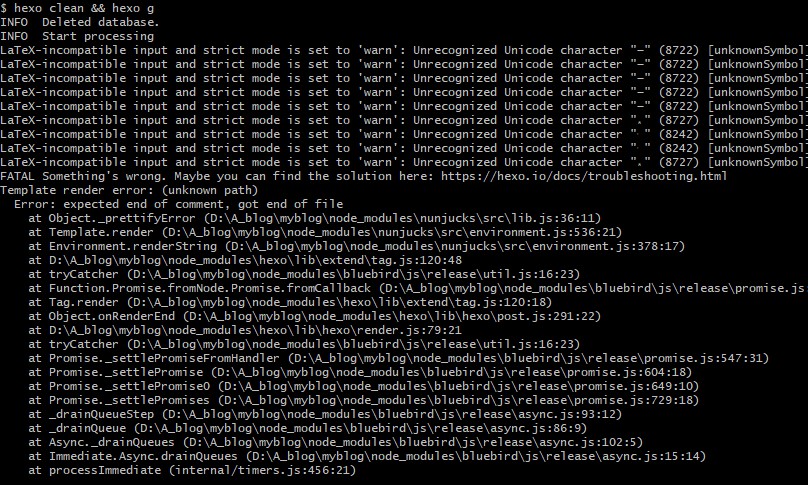 $ hexo clean && hexo g
INFO  Deleted database.
INFO  Start processing
LaTeX-incompatible input and strict mode is set to 'warn': Unrecognized Unicode character "−" (8722) [unknownSymbol]
LaTeX-incompatible input and strict mode is set to 'warn': Unrecognized Unicode character "−" (8722) [unknownSymbol]
LaTeX-incompatible input and strict mode is set to 'warn': Unrecognized Unicode character "−" (8722) [unknownSymbol]
LaTeX-incompatible input and strict mode is set to 'warn': Unrecognized Unicode character "−" (8722) [unknownSymbol]
LaTeX-incompatible input and strict mode is set to 'warn': Unrecognized Unicode character "−" (8722) [unknownSymbol]
LaTeX-incompatible input and strict mode is set to 'warn': Unrecognized Unicode character "∗" (8727) [unknownSymbol]
LaTeX-incompatible input and strict mode is set to 'warn': Unrecognized Unicode character "′" (8242) [unknownSymbol]
LaTeX-incompatible input and strict mode is set to 'warn': Unrecognized Unicode character "′" (8242) [unknownSymbol]
LaTeX-incompatible input and strict mode is set to 'warn': Unrecognized Unicode character "∗" (8727) [unknownSymbol]
FATAL Something's wrong. Maybe you can find the solution here: https://hexo.io/docs/troubleshooting.html
Template render error: (unknown path)
  Error: expected end of comment, got end of file
    at Object._prettifyError (D:\A_blog\myblog\node_modules\nunjucks\src\lib.js:36:11)
    at Template.render (D:\A_blog\myblog\node_modules\nunjucks\src\environment.js:536:21)
    at Environment.renderString (D:\A_blog\myblog\node_modules\nunjucks\src\environment.js:378:17)
    at D:\A_blog\myblog\node_modules\hexo\lib\extend\tag.js:120:48
    at tryCatcher (D:\A_blog\myblog\node_modules\bluebird\js\release\util.js:16:23)
    at Function.Promise.fromNode.Promise.fromCallback (D:\A_blog\myblog\node_modules\bluebird\js\release\promise.js
    at Tag.render (D:\A_blog\myblog\node_modules\hexo\lib\extend\tag.js:120:18)
    at Object.onRenderEnd (D:\A_blog\myblog\node_modules\hexo\lib\hexo\post.js:291:22)
    at D:\A_blog\myblog\node_modules\hexo\lib\hexo\render.js:79:21
    at tryCatcher (D:\A_blog\myblog\node_modules\bluebird\js\release\util.js:16:23)
    at Promise._settlePromiseFromHandler (D:\A_blog\myblog\node_modules\bluebird\js\release\promise.js:547:31)
    at Promise._settlePromise (D:\A_blog\myblog\node_modules\bluebird\js\release\promise.js:604:18)
    at Promise._settlePromise0 (D:\A_blog\myblog\node_modules\bluebird\js\release\promise.js:649:10)
    at Promise._settlePromises (D:\A_blog\myblog\node_modules\bluebird\js\release\promise.js:729:18)
    at _drainQueueStep (D:\A_blog\myblog\node_modules\bluebird\js\release\async.js:93:12)
    at _drainQueue (D:\A_blog\myblog\node_modules\bluebird\js\release\async.js:86:9)
    at Async._drainQueues (D:\A_blog\myblog\node_modules\bluebird\js\release\async.js:102:5)
    at Immediate.Async.drainQueues (D:\A_blog\myblog\node_modules\bluebird\js\release\async.js:15:14)
    at processImmediate (internal/timers.js:456:21)